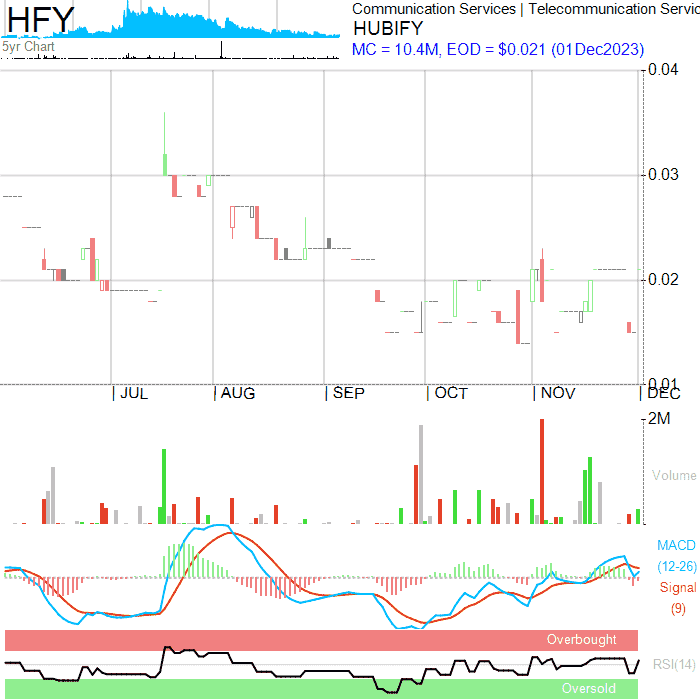 HFY
Communication Services | Telecommunication Servic
HUBIFY
5yr Chart
MC = 10.4M, EOD = $0.021 (01Dec2023)
0.04
0.03
0.02
0.01
| JUL | AUG | SEP | OCT | NOV | DEC
2M
Volume
MACD
(12-26)
Signal
(9)
Overbought
RSI(14)
Oversold